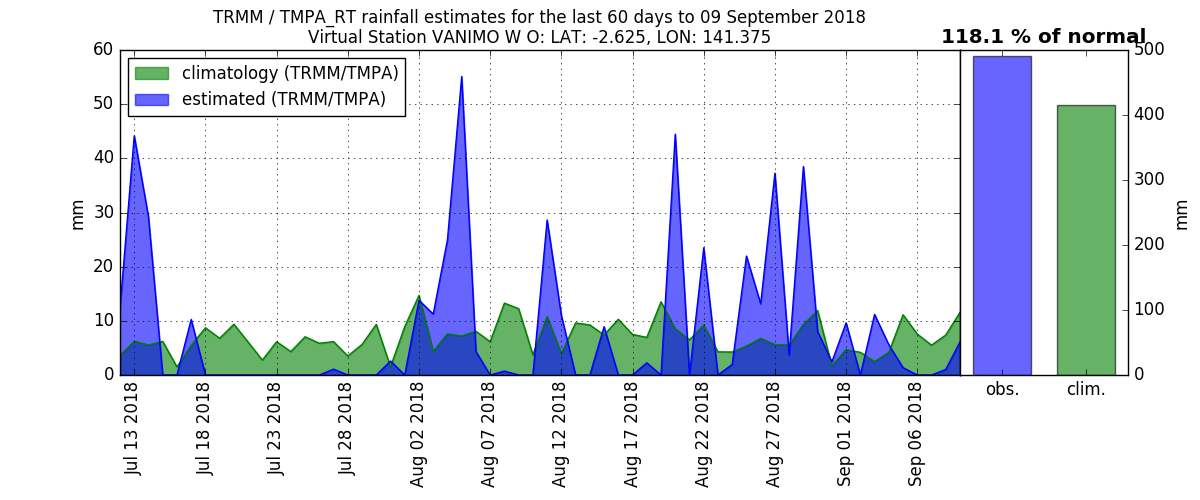 TRMM / TMPA_RT rainfall estimates for the last 60 days to 09 September 2018
Virtual Station VANIMO W O: LAT: -2.625, LON: 141.375
118.1 % of normal
climatology (TRMM/TMPA)
estimated (TRMM/TMPA)
60
50
40
30
20
10
0
mm
Jul 13 2018
Jul 18 2018
Jul 23 2018
Jul 28 2018
Aug 02 2018
Aug 07 2018
Aug 12 2018
Aug 17 2018
Aug 22 2018
Aug 27 2018
Sep 01 2018
Sep 06 2018
obs.
clim.
500
400
300
200
100
0
mm